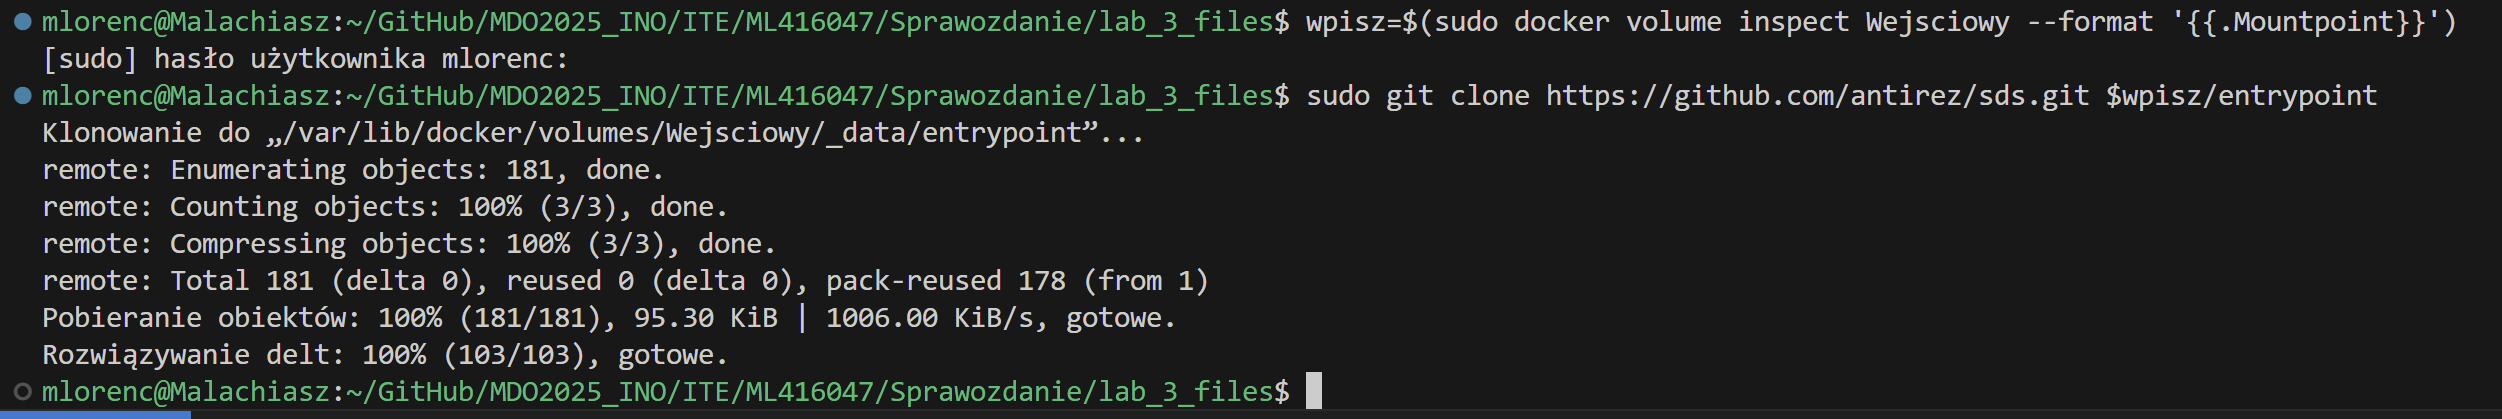 mlorenc@Malachiasz:~/GitHub/MDO2025_INO/ITE/ML416047/Sprawozdanie/lab_3_files$ wpisz=$(sudo docker volume inspect Wejsciowy --format '{{.Mountpoint}}')
[sudo] hasło użytkownika mlorenc:
mlorenc@Malachiasz:~/GitHub/MDO2025_INO/ITE/ML416047/Sprawozdanie/lab_3_files$ sudo git clone https://github.com/antirez/sds.git $wpisz/entrypoint
Klonowanie do „/var/lib/docker/volumes/Wejsciowy/_data/entrypoint”...
remote: Enumerating objects: 181, done.
remote: Counting objects: 100% (3/3), done.
remote: Compressing objects: 100% (3/3), done.
remote: Total 181 (delta 0), reused 0 (delta 0), pack-reused 178 (from 1)
Pobieranie obiektów: 100% (181/181), 95.30 KiB | 1006.00 KiB/s, gotowe.
Rozwiązywanie delt: 100% (103/103), gotowe.
mlorenc@Malachiasz:~/GitHub/MDO2025_INO/ITE/ML416047/Sprawozdanie/lab_3_files$